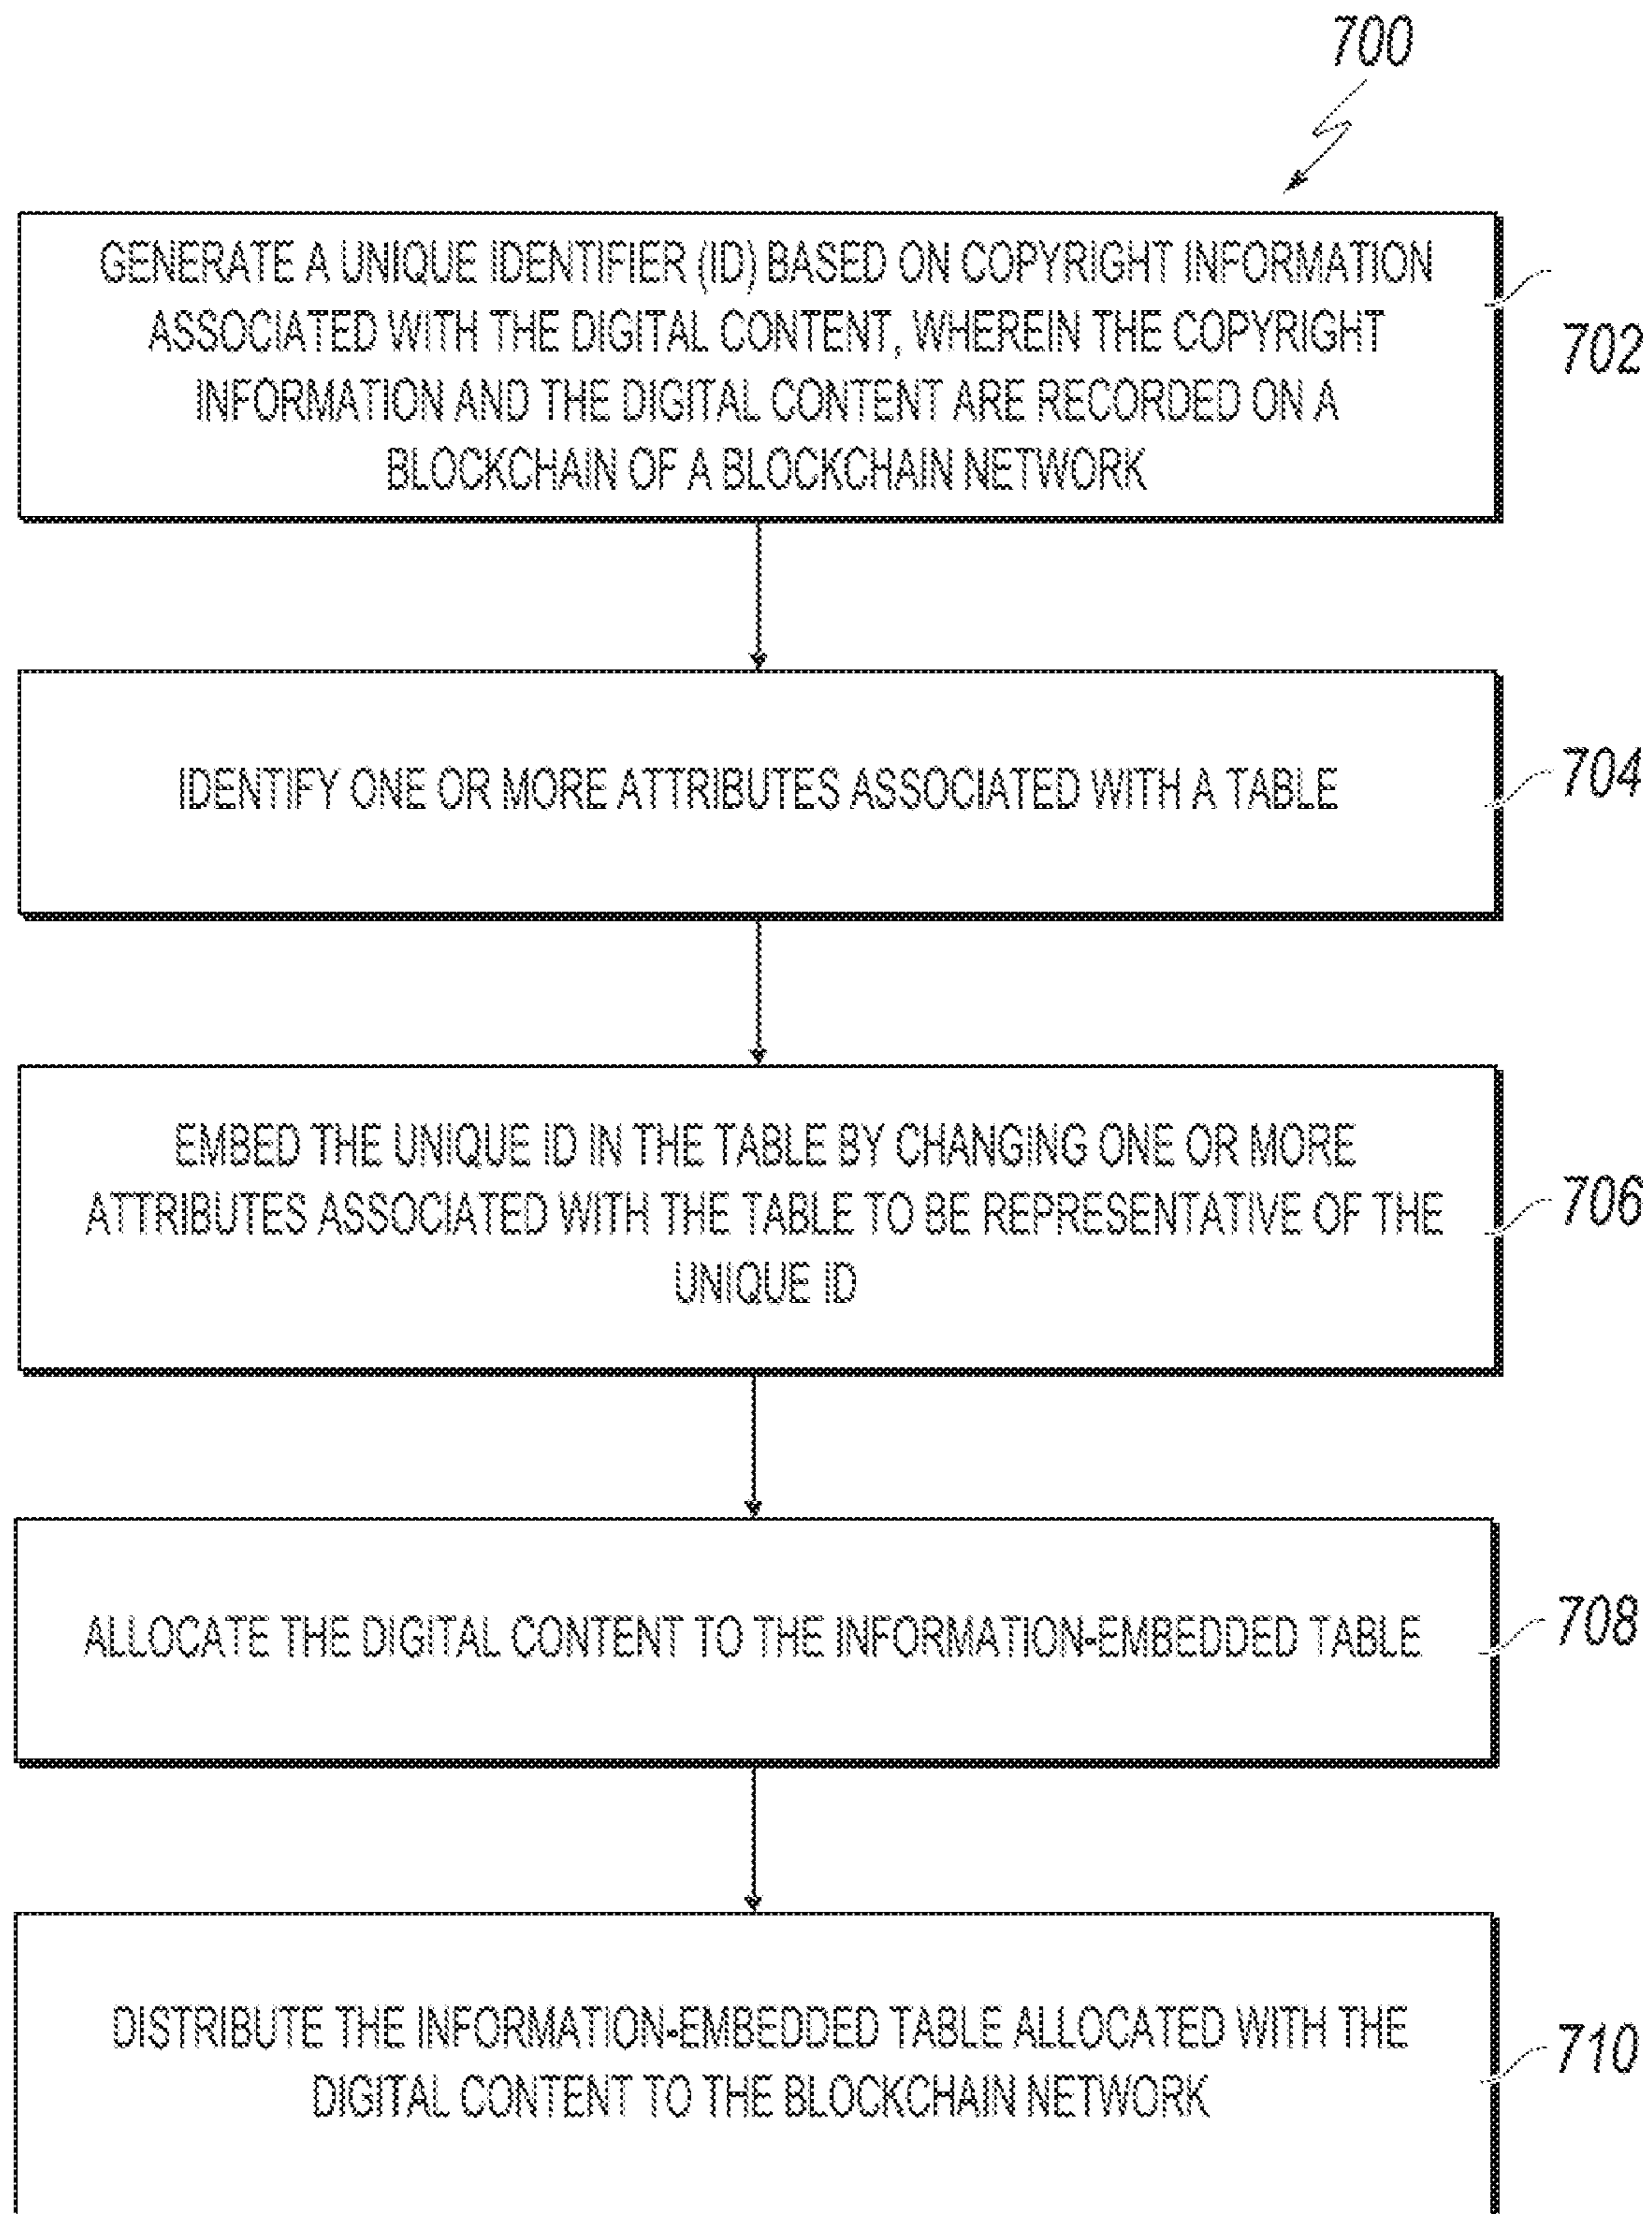 700
GENERATE A UNIQUE IDENTIFIER (ID) BASED ON COPYRIGHT INFORMATION
ASSOCIATED WITH THE DIGITAL CONTENT, WHEREIN THE COPYRIGHT
INFORMATION AND THE DIGITAL CONTENT ARE RECORDED ON A
BLOCKCHAIN OF A BLOCKCHAIN NETWORK
702
IDENTIFY ONE OR MORE ATTRIBUTES ASSOCIATED WITH A TABLE
704
EMBED THE UNIQUE ID IN THE TABLE BY CHANGING ONE OR MORE
ATTRIBUTES ASSOCIATED WITH THE TABLE TO BE REPRESENTATIVE OF THE
UNIQUE ID
706
ALLOCATE THE DIGITAL CONTENT TO THE INFORMATION-EMBEDDED TABLE
708
DISTRIBUTE THE INFORMATION-EMBEDDED TABLE ALLOCATED WITH THE
DIGITAL CONTENT TO THE BLOCKCHAIN NETWORK
710